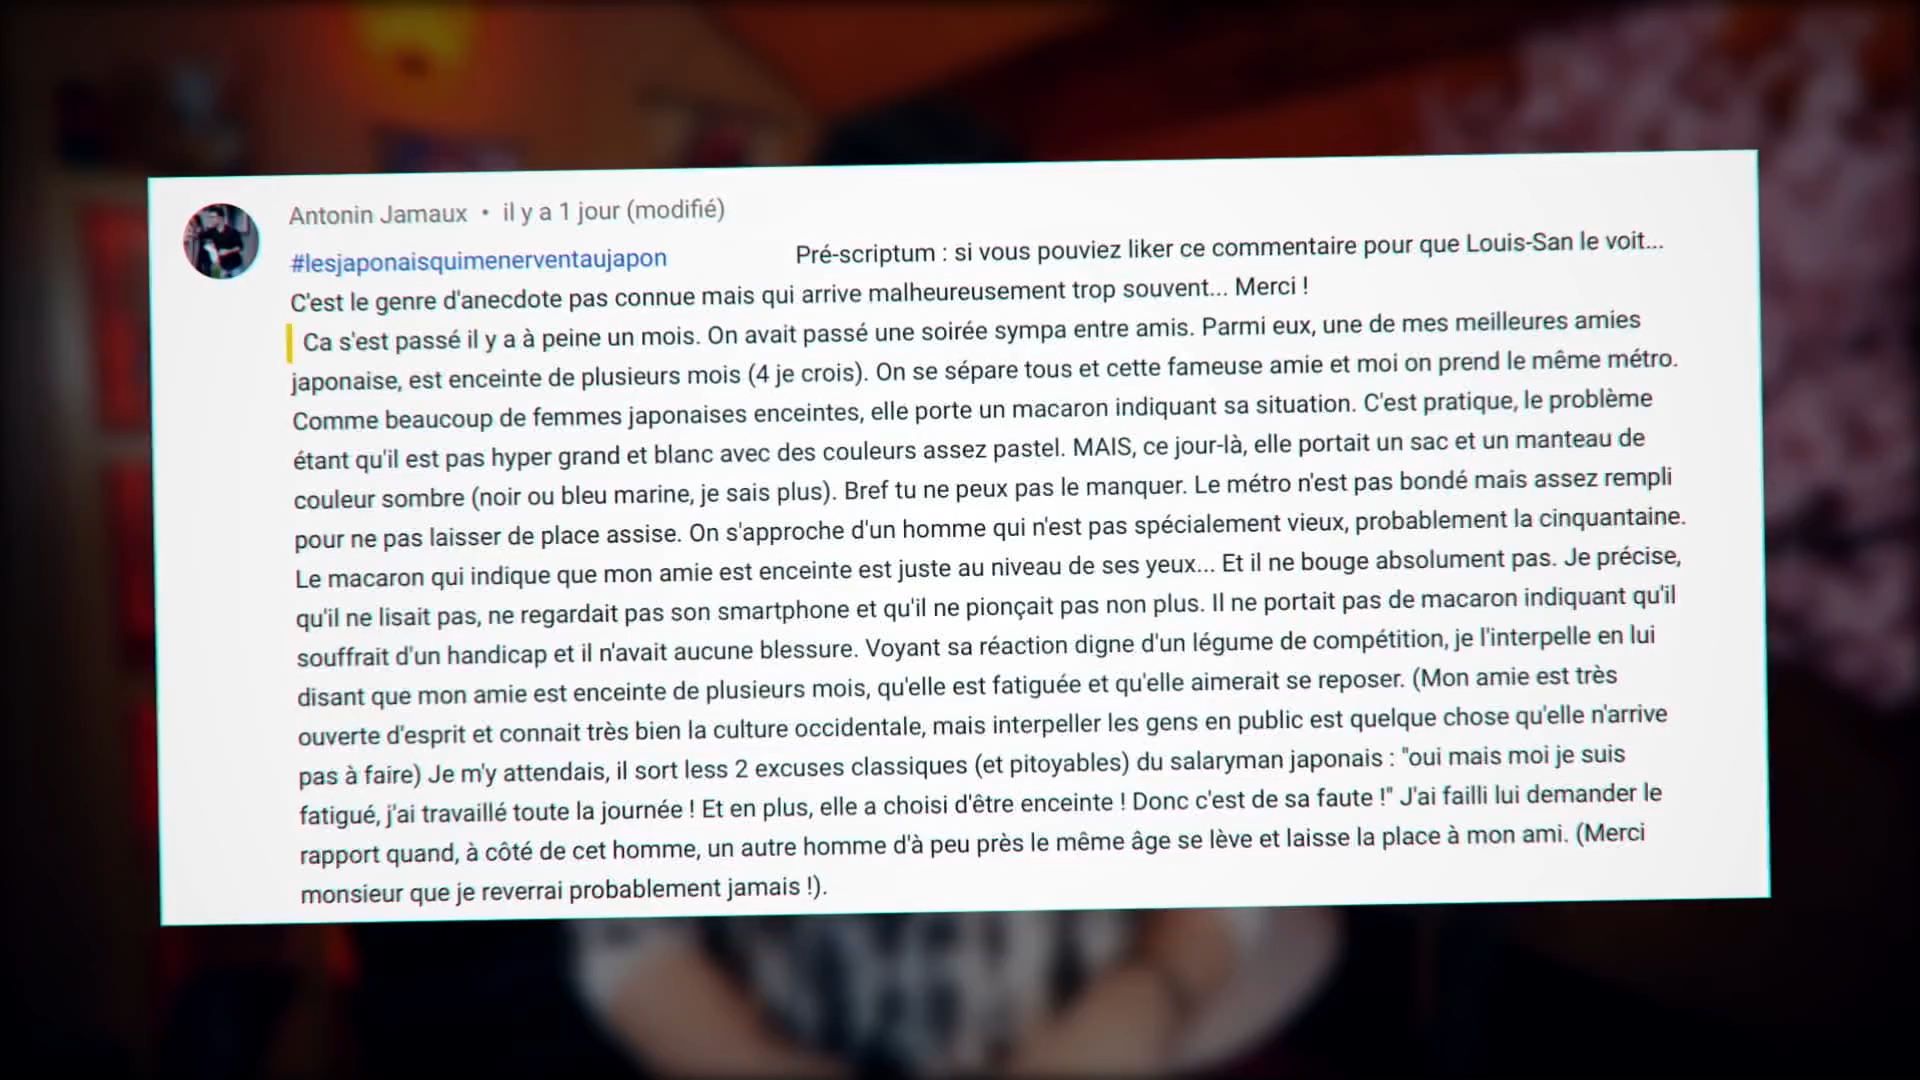 Antonin Jamaux • il y a 1 jour (modifié)
#lesjaponaisquimenerventaujapon Pré-scriptum : si vous pouviez liker ce commentaire pour que Louis-San le voit...
C'est le genre d'anecdote pas connue mais qui arrive malheureusement trop souvent... Merci !
Ca s'est passé il y a à peine un mois. On avait passé une soirée sympa entre amis. Parmi eux, une de mes meilleures amies
japonaise, est enceinte de plusieurs mois (4 je crois). On se sépare tous et cette fameuse amie et moi on prend le même métro.
Comme beaucoup de femmes japonaises enceintes, elle porte un macaron indiquant sa situation. C'est pratique, le problème
étant qu'il est pas hyper grand et blanc avec des couleurs assez pastel. MAIS, ce jour-là, elle portait un sac et un manteau de
couleur sombre (noir ou bleu marine, je sais plus). Bref tu ne peux pas le manquer. Le métro n'est pas bondé mais assez rempli
pour ne pas laisser de place assise. On s'approche d'un homme qui n'est pas spécialement vieux, probablement la cinquantaine.
Le macaron qui indique que mon amie est enceinte est juste au niveau de ses yeux... Et il ne bouge absolument pas. Je précise,
qu'il ne lisait pas, ne regardait pas son smartphone et qu'il ne pionçait pas non plus. Il ne portait pas de macaron indiquant qu'il
souffrait d'un handicap et il n'avait aucune blessure. Voyant sa réaction digne d'un légume de compétition, je l'interpelle en lui
disant que mon amie est enceinte de plusieurs mois, qu'elle est fatiguée et qu'elle aimerait se reposer. (Mon amie est très
ouverte d'esprit et connait très bien la culture occidentale, mais interpeller les gens en public est quelque chose qu'elle n'arrive
pas à faire) Je m'y attendais, il sort less 2 excuses classiques (et pitoyables) du salaryman japonais : "oui mais moi je suis
fatigué, j'ai travaillé toute la journée ! Et en plus, elle a choisi d'être enceinte ! Donc c'est de sa faute !" J'ai failli lui demander le
rapport quand, à côté de cet homme, un autre homme d'à peu près le même âge se lève et laisse la place à mon ami. (Merci
monsieur que je reverrai probablement jamais !).